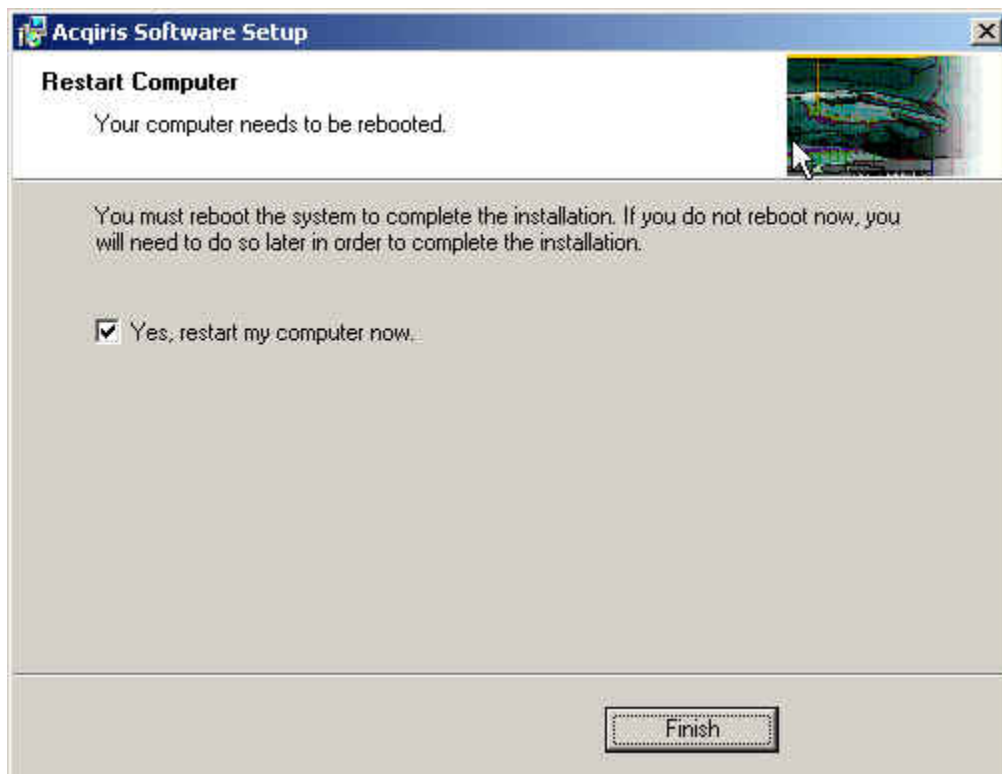 Acqiris Software Setup
Restart Computer
Your computer needs to be rebooted.
You must reboot the system to complete the installation. If you do not reboot now, you
will need to do so later in order to complete the installation.
Yes, restart my computer now.
Finish